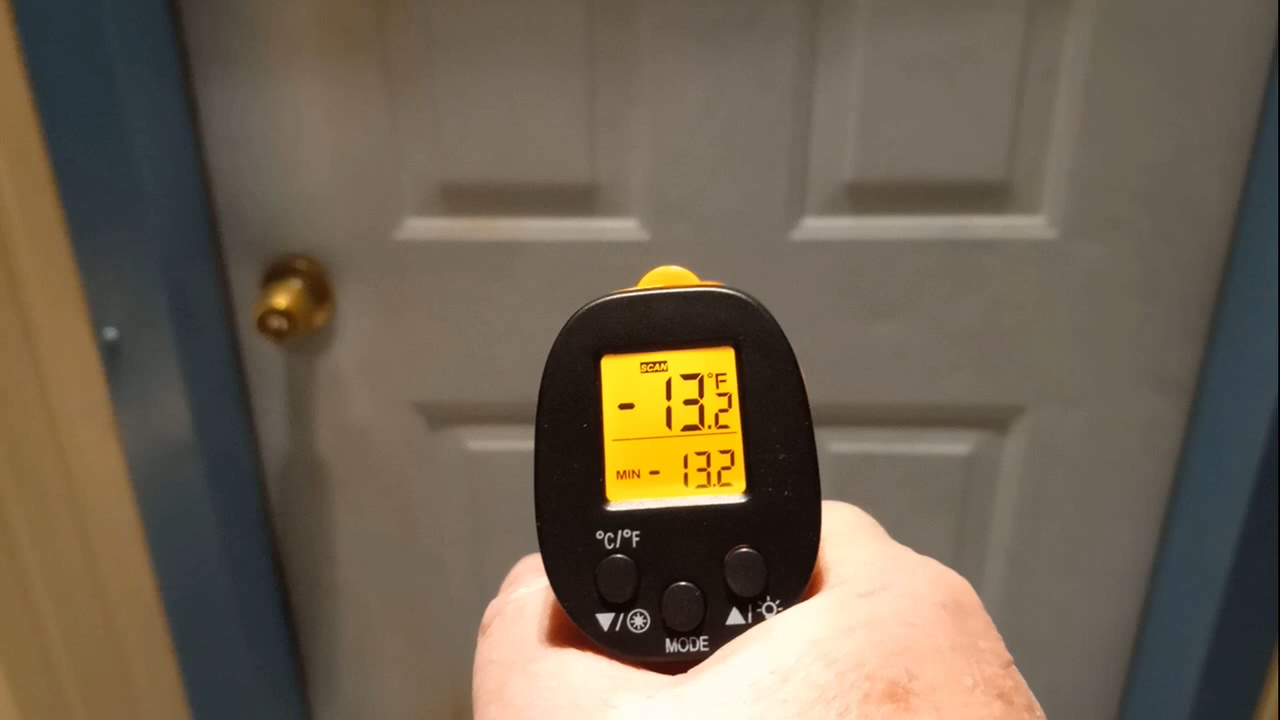 SCAN
- 13.2 °F
MIN - 13.2
°C/°F
▼/
▲/
MODE